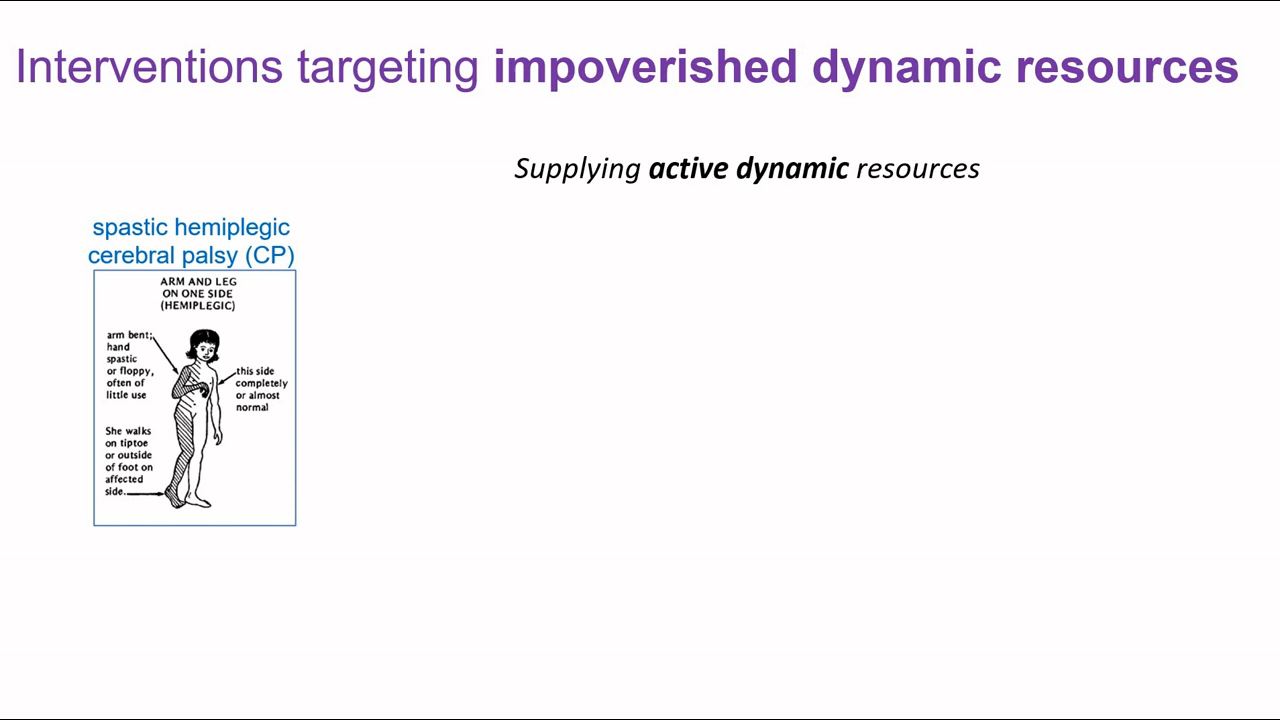 Interventions targeting impoverished dynamic resources
Supplying active dynamic resources
spastic hemiplegic
cerebral palsy (CP)
ARM AND LEG
ON ONE SIDE
(HEMIPLEGIC)
arm bent;
hand
spastic
or floppy,
often of
little use
this side
completely
or almost
normal
She walks
on tiptoe
or outside
of foot on
affected
side.